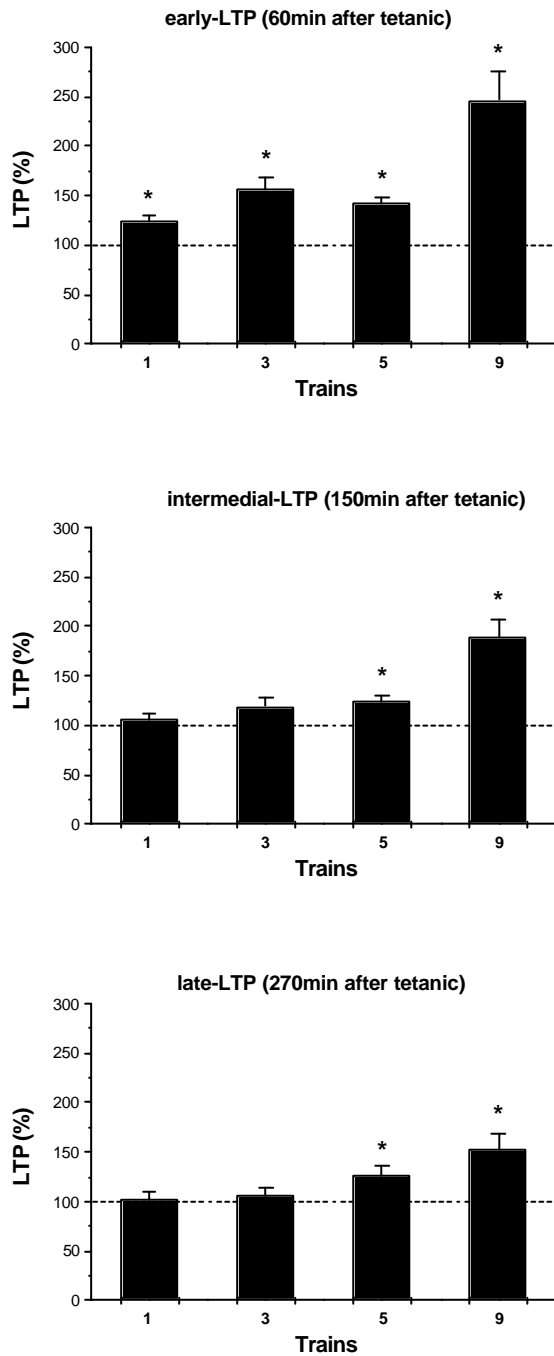 early-LTP (60min after tetanic)
300
250
200
150
100
50
0
LTP (%)
* * * *
1 3 5 9
Trains
intermedial-LTP (150min after tetanic)
300
250
200
150
100
50
0
LTP (%)
* *
1 3 5 9
Trains
late-LTP (270min after tetanic)
300
250
200
150
100
50
0
LTP (%)
* *
1 3 5 9
Trains